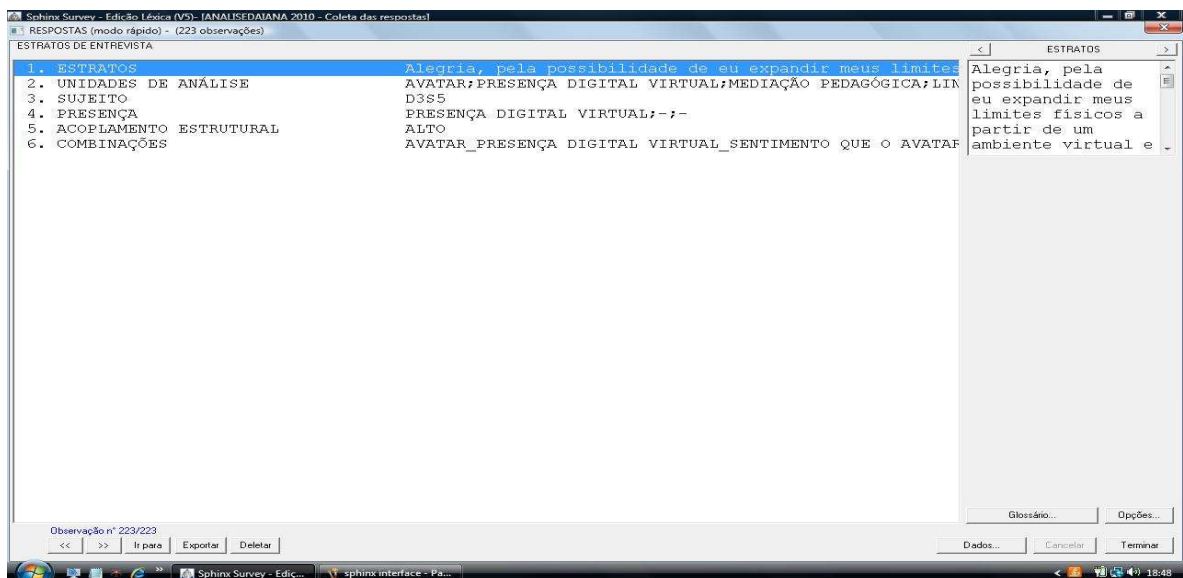 Sphinx Survey - Edição Léxica (V5)- [ANALISEDAIANA 2010 - Coleta das respostas]
RESPOSTAS (modo rápido) - (223 observações)
ESTRATOS DE ENTREVISTA
< ESTRATOS >
1. ESTRATOS Alegria, pela possibilidade de eu expandir meus limites
2. UNIDADES DE ANÁLISE AVATAR;PRESENÇA DIGITAL VIRTUAL;MEDIAÇÃO PEDAGÓGICA;LIN
3. SUJEITO D3S5
4. PRESENÇA PRESENÇA DIGITAL VIRTUAL;-;-
5. ACOPLAMENTO ESTRUTURAL ALTO
6. COMBINAÇÕES AVATAR_PRESENÇA DIGITAL VIRTUAL_SENTIMENTO QUE O AVATAR
Alegria, pela
possibilidade de
eu expandir meus
limites físicos a
partir de um
ambiente virtual e
Glossário... Opções...
Observação n° 223/223
<< >> Ir para Exportar Deletar Dados... Cancelar Terminar
Sphinx Survey - Ediç... sphinx interface - Pa... 18:48